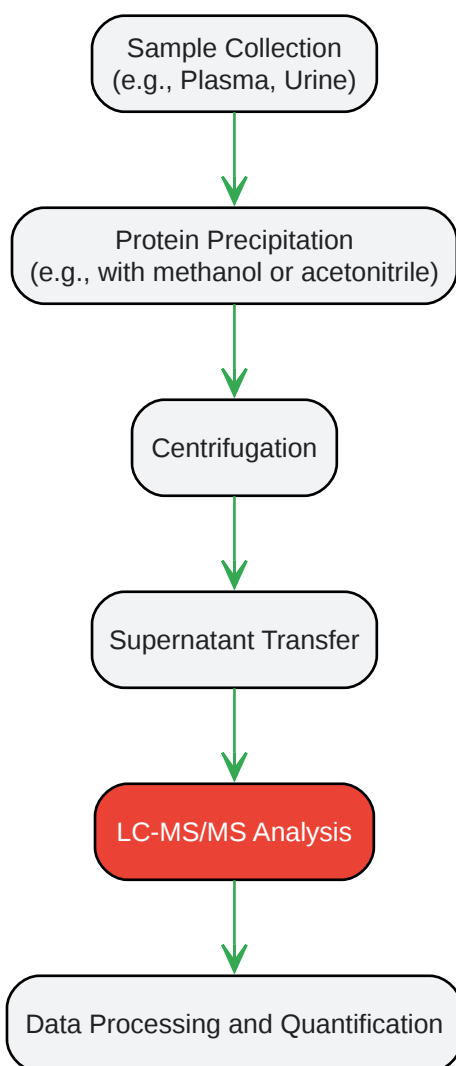 Sample Collection
(e.g., Plasma, Urine)
Protein Precipitation
(e.g., with methanol or acetonitrile)
Centrifugation
Supernatant Transfer
LC-MS/MS Analysis
Data Processing and Quantification